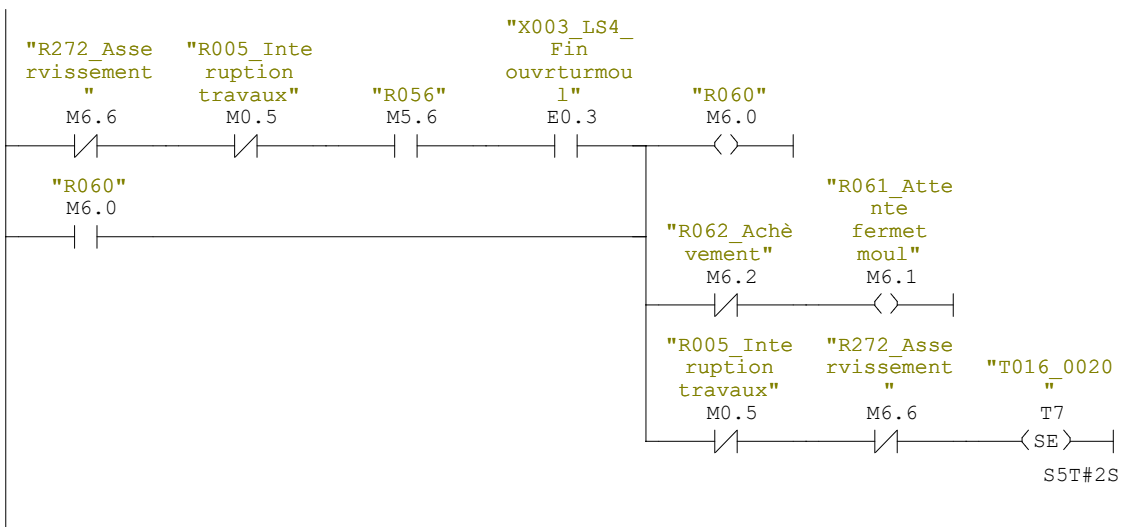 "X003_LS4_
"R272_Asse
"R005_Inte
Fin
rvissement
ruption
ouvrturmou
"
travaux"
"R056"
l"
"R060"
M6.6
M0.5
M5.6
E0.3
M6.0
"R060"
"R061_Atte
M6.0
nte
"R062_Achè
fermet
vement"
moul"
M6.2
M6.1
"R005_Inte
"R272_Asse
ruption
rvissement
"T016_0020
travaux"
"
"
M0.5
M6.6
T7
SE
S5T#2S